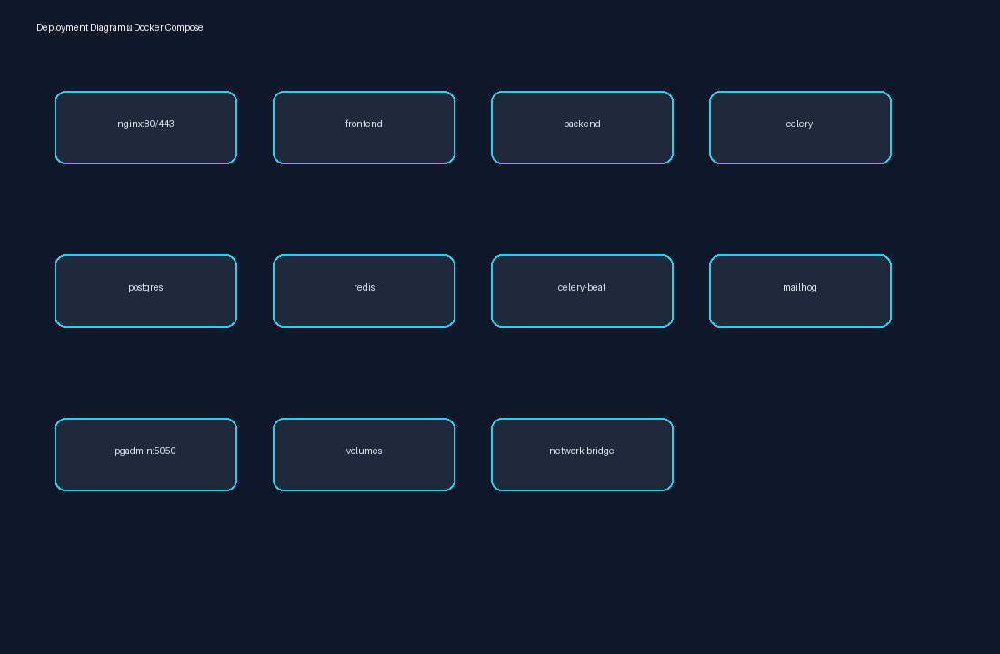 Deployment Diagram ▯ Docker Compose
nginx:80/443
frontend
backend
celery
postgres
redis
celery-beat
mailhog
pgadmin:5050
volumes
network bridge